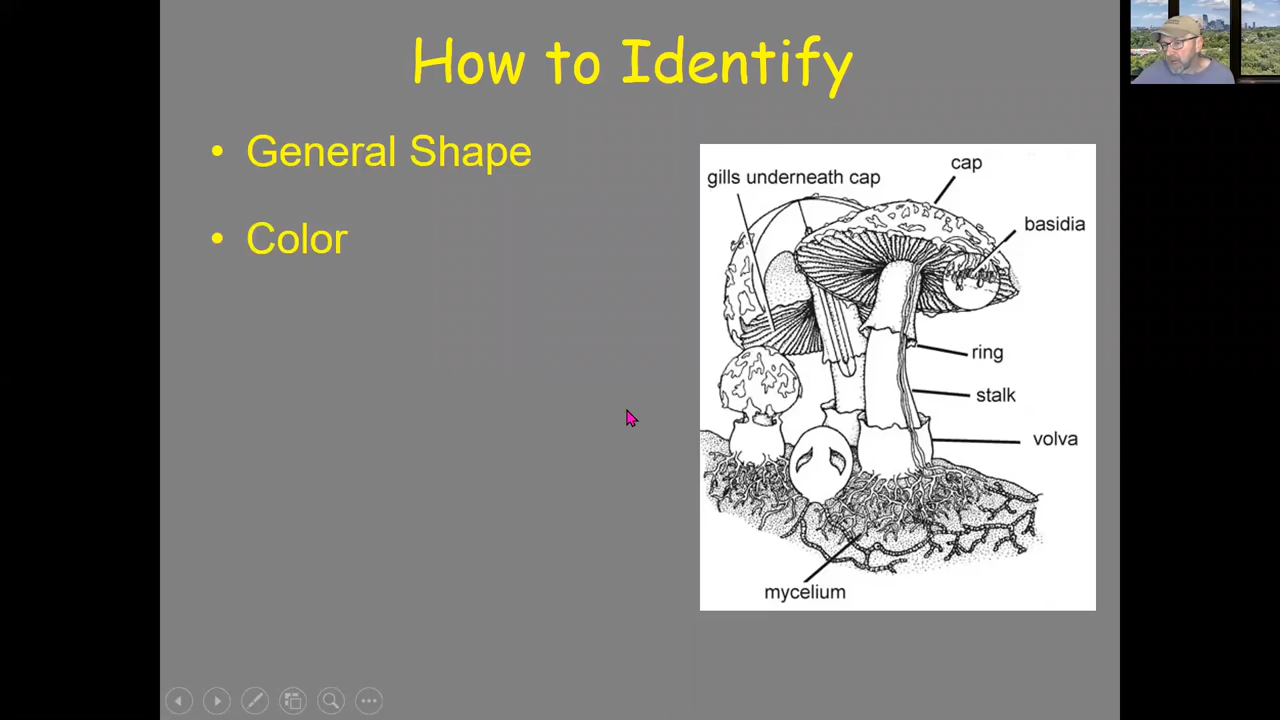 How to Identify
• General Shape
• Color
gills underneath cap
cap
basidia
ring
stalk
volva
mycelium